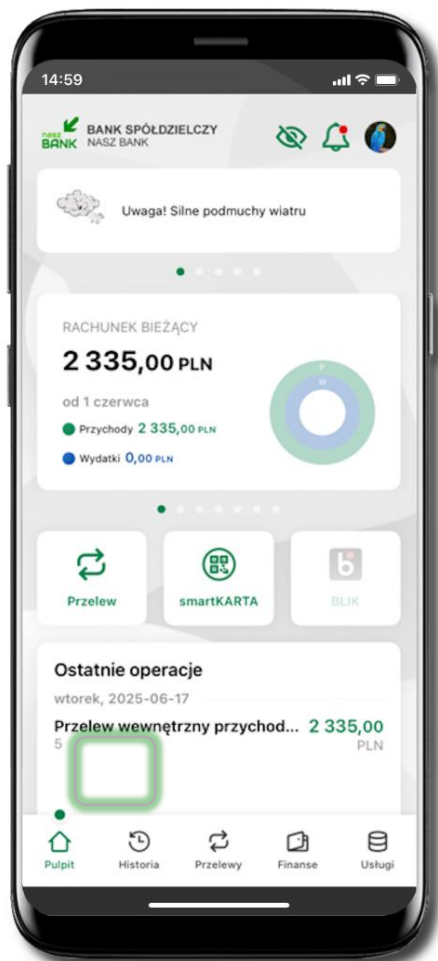 14:59
nasz
BANK
BANK SPÓŁDZIELCZY
NASZ BANK
Uwaga! Silne podmuchy wiatru
RACHUNEK BIEŻĄCY
2 335,00 PLN
od 1 czerwca
Przychody 2 335,00 PLN
Wydatki 0,00 PLN
P
W
Przelew
smartKARTA
BLIK
Ostatnie operacje
wtorek, 2025-06-17
Przelew wewnętrzny przychod... 2 335,00
5
PLN
Pulpit
Historia
Przelewy
Finanse
Usługi